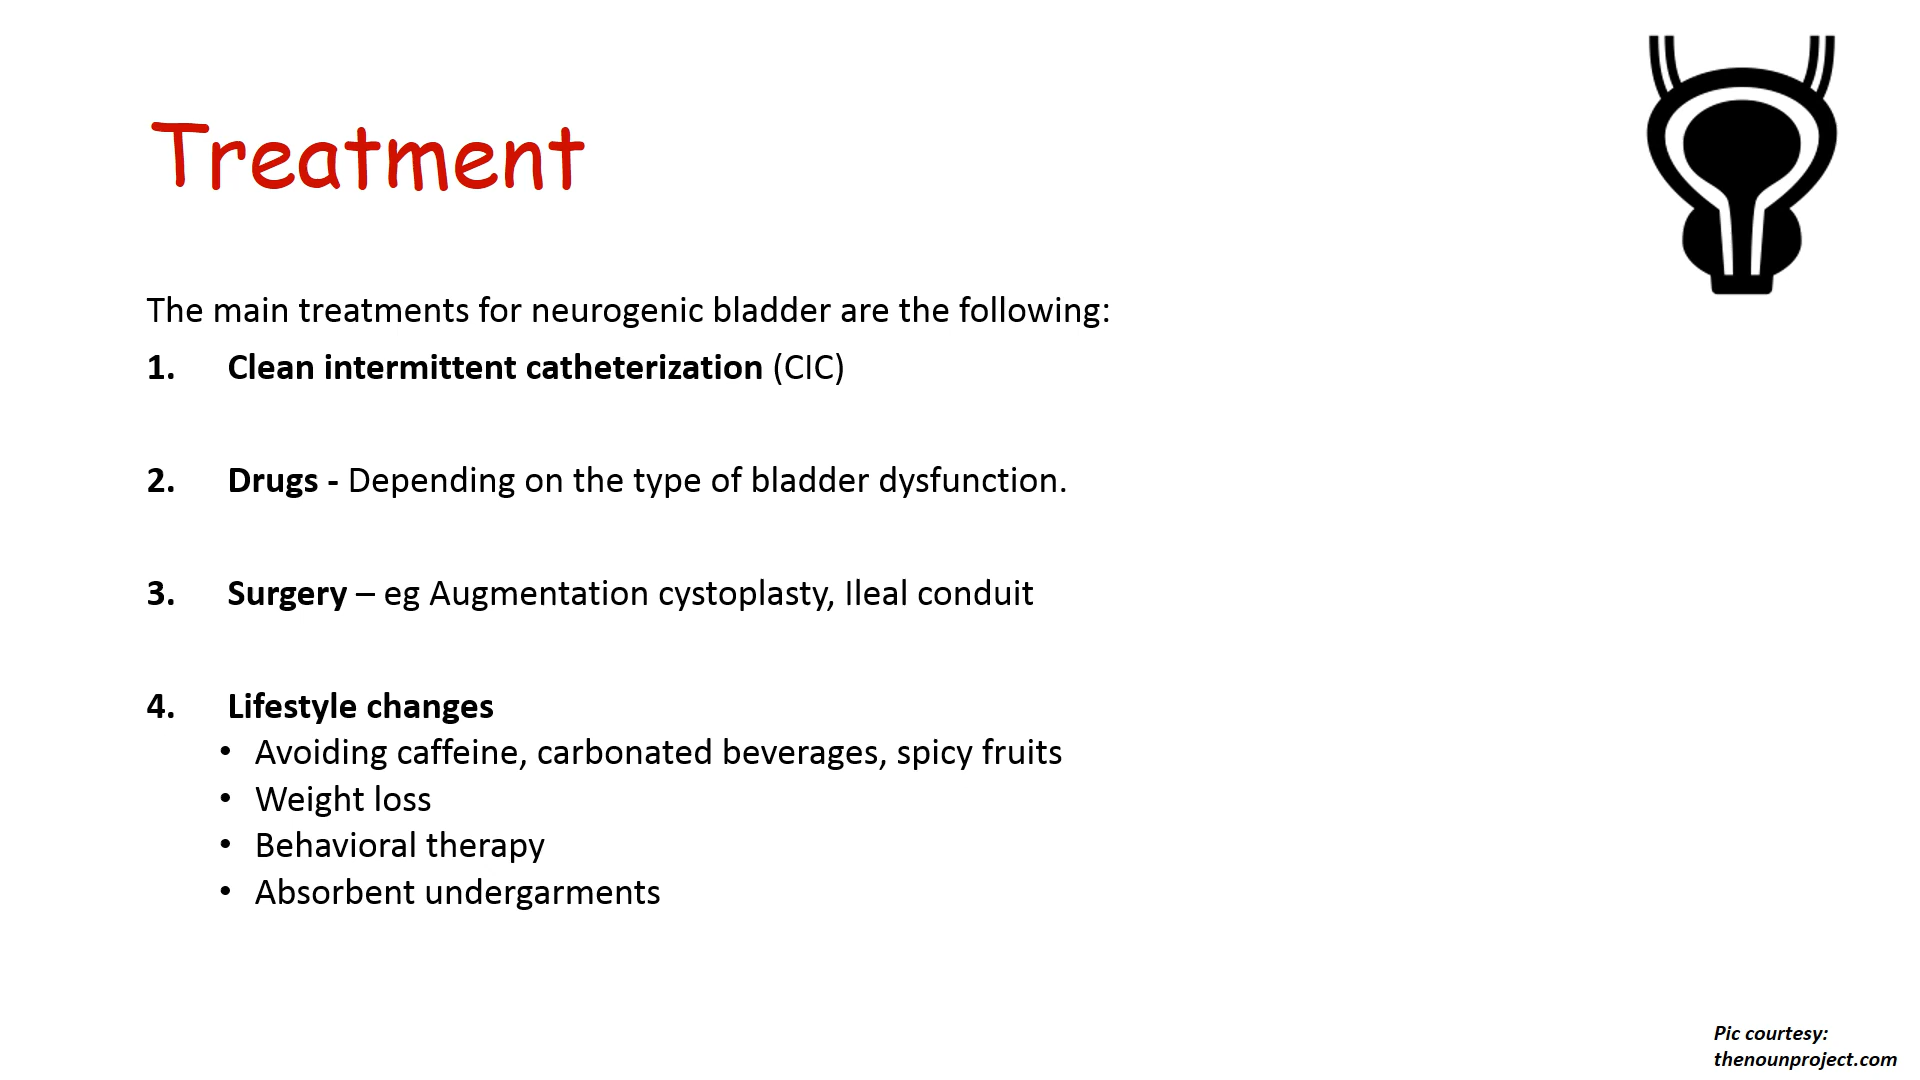 Treatment
The main treatments for neurogenic bladder are the following:
1. Clean intermittent catheterization (CIC)
2. Drugs - Depending on the type of bladder dysfunction.
3. Surgery – eg Augmentation cystoplasty, Ileal conduit
4. Lifestyle changes
• Avoiding caffeine, carbonated beverages, spicy fruits
• Weight loss
• Behavioral therapy
• Absorbent undergarments
Pic courtesy:
thenounproject.com